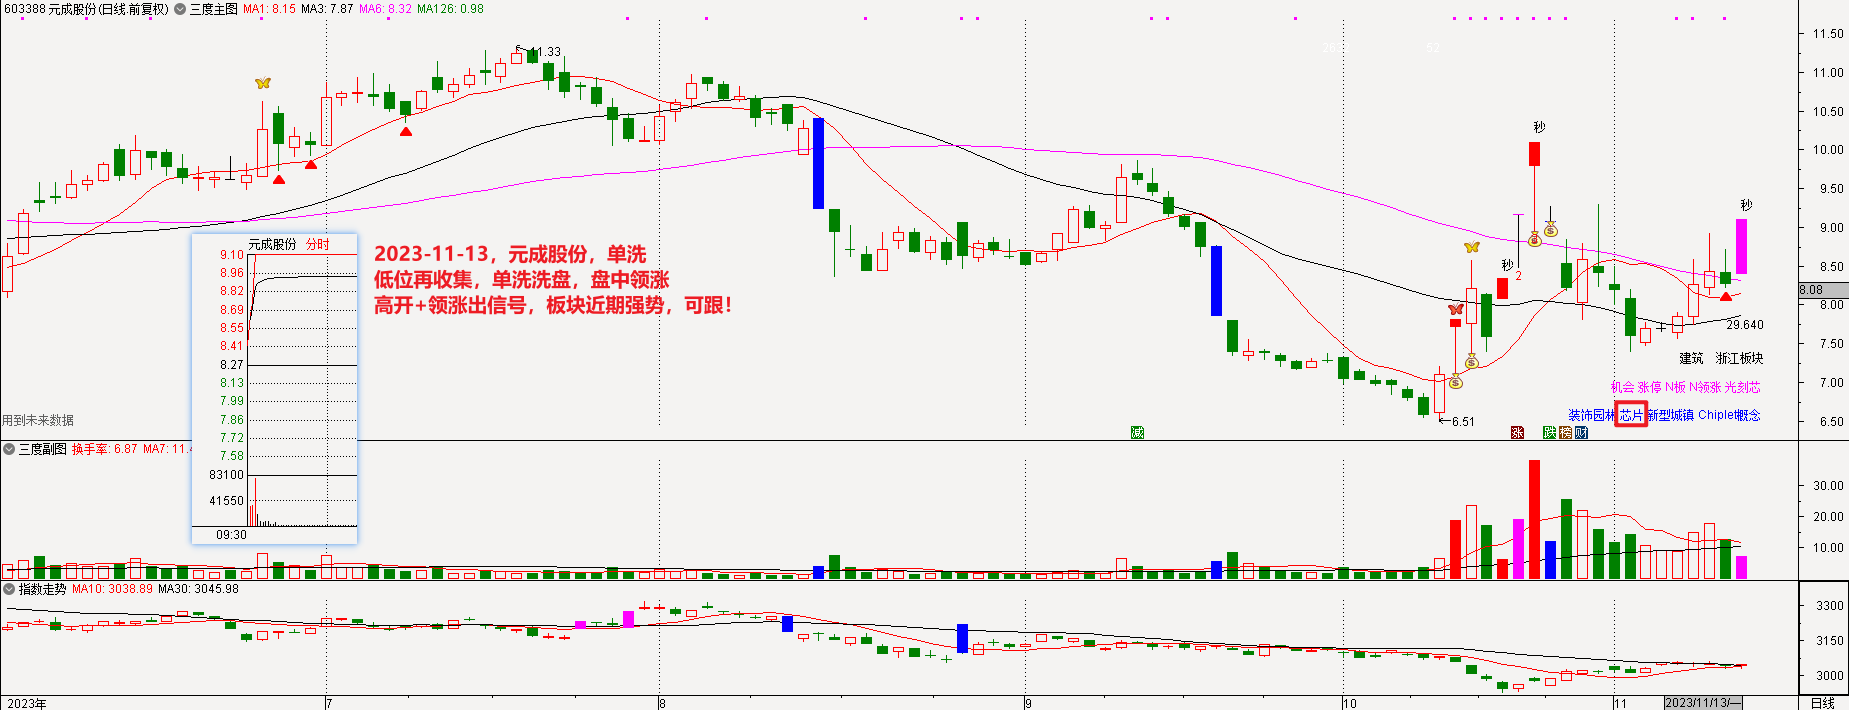 603388 元成股份(日线.前复权) 三度主图 MA1: 8.15 MA3: 7.87 MA6: 8.32 MA126: 0.98
11.33
11.50
11.00
10.50
10.00
9.50
9.00
8.50
8.08
8.00
7.50
7.00
6.50
秒
秒
秒
2
52
2023-11-13，元成股份，单洗
低位再收集，单洗洗盘，盘中领涨
高开+领涨出信号，板块近期强势，可跟！
元成股份 分时
9.10
8.96
8.82
8.69
8.55
8.41
8.27
8.13
7.99
7.86
7.72
7.58
83100
41550
09:30
29.640
建筑 浙江板块
机会 涨停 N板 N领涨 光刻芯
装饰园林 芯片 新型城镇 Chiplet概念
←6.51
用到未来数据
减
涨
跌
榜
财
三度副图 换手率: 6.87 MA7: 11.4
30.00
20.00
10.00
指数走势 MA10: 3038.89 MA30: 3045.98
3300
3150
3000
2023年
7
8
9
10
11
2023/11/13/一
日线